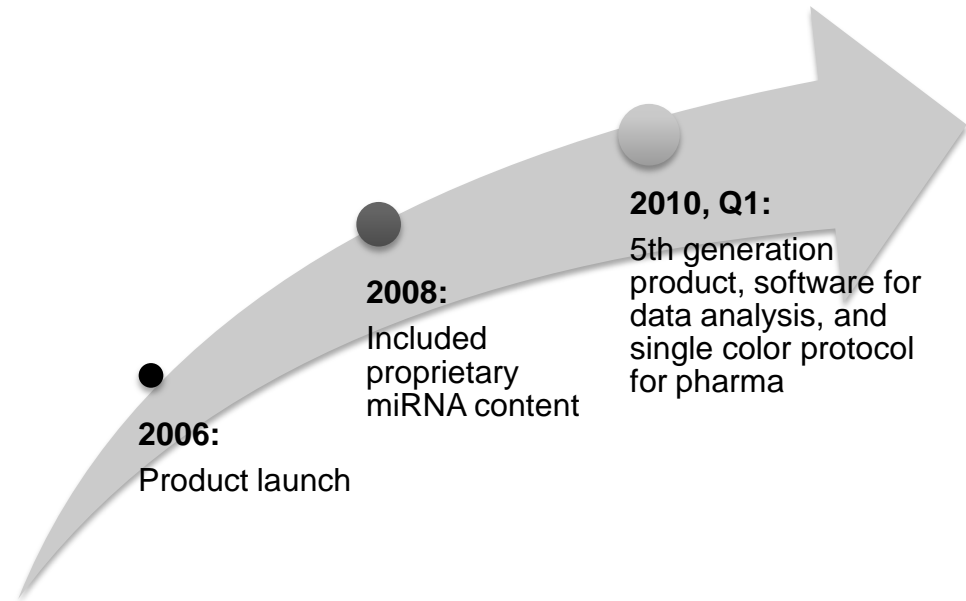 2006:
Product launch
2008:
Included
proprietary
miRNA content
2010, Q1:
5th generation
product, software for
data analysis, and
single color protocol
for pharma